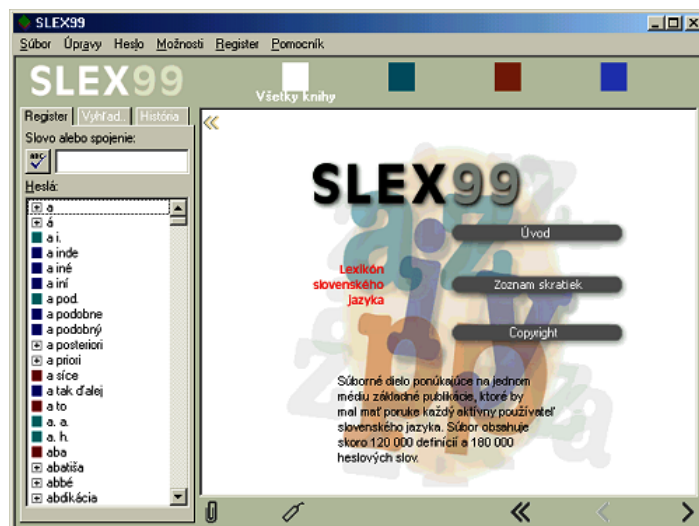 SLEX99
Súbor Úpravy Heslo Možnosti Register Pomocník
SLEX99
Všetky knihy
Register Vyhľad.. História
Slovo alebo spojenie:
ABC
Heslá:
a
á
a i.
a inde
a iné
a iní
a pod.
a podobne
a podobný
a posteriori
a priori
a síce
a tak ďalej
a to
a. a.
a. h.
aba
abatiša
abbé
abdikácia
SLEX99
Úvod
Lexikón
slovenského
jazyka
Zoznam skratiek
Copyright
Súborné dielo ponúkajúce na jednom
médiu základné publikácie, ktoré by
mal mať poruke každý aktívny používateľ
slovenského jazyka. Súbor obsahuje
skoro 120 000 definícií a 180 000
heslových slov.